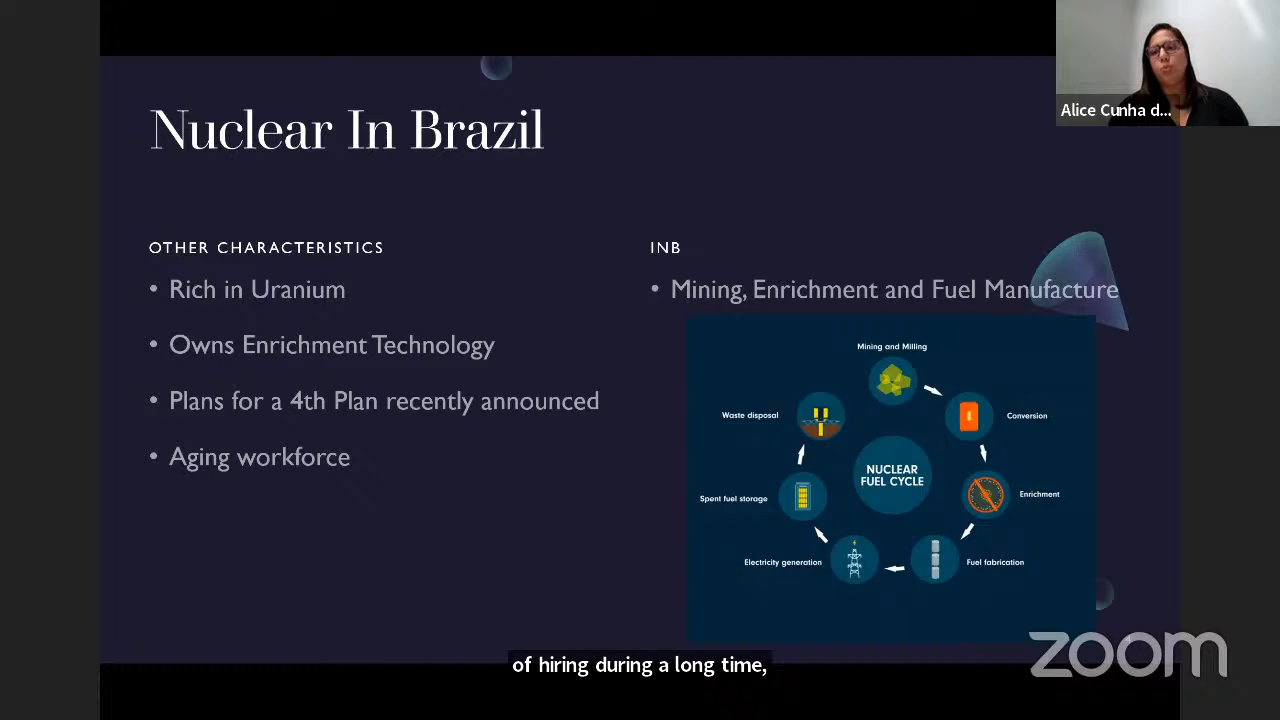 Nuclear In Brazil
Alice Cunha d...
OTHER CHARACTERISTICS
• Rich in Uranium
• Owns Enrichment Technology
• Plans for a 4th Plan recently announced
• Aging workforce
INB
• Mining, Enrichment and Fuel Manufacture
Mining and Milling
Conversion
Enrichment
Fuel fabrication
Electricity generation
Spent fuel storage
Waste disposal
NUCLEAR
FUEL CYCLE
of hiring during a long time,
zoom